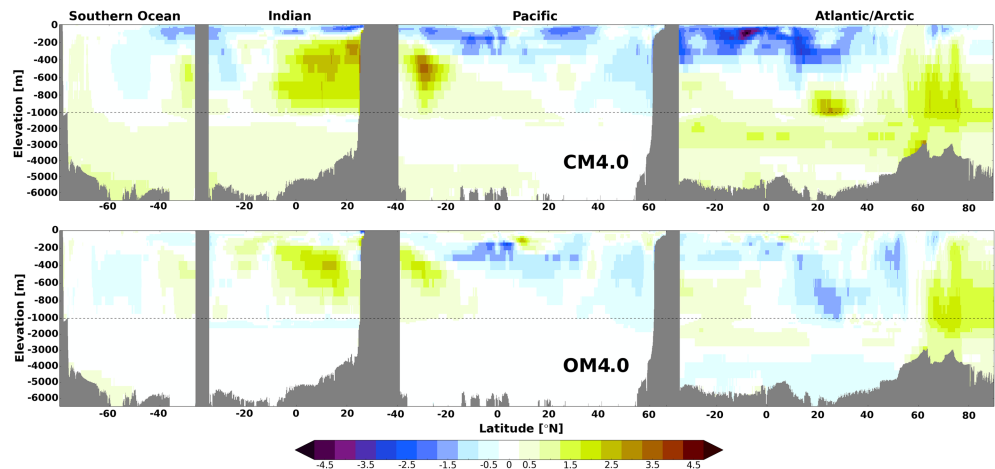 Southern Ocean Indian Pacific Atlantic/Arctic
Elevation [m]
0
-200
-400
-600
-800
-1000
-2000
-3000
-4000
-5000
-6000
CM4.0
-60 -40 -20 0 20 -40 -20 0 20 40 60 -20 0 20 40 60 80
Elevation [m]
0
-200
-400
-600
-800
-1000
-2000
-3000
-4000
-5000
-6000
OM4.0
-60 -40 -20 0 20 -40 -20 0 20 40 60 -20 0 20 40 60 80
Latitude [°N]
-4.5 -3.5 -2.5 -1.5 -0.5 0 0.5 1.5 2.5 3.5 4.5